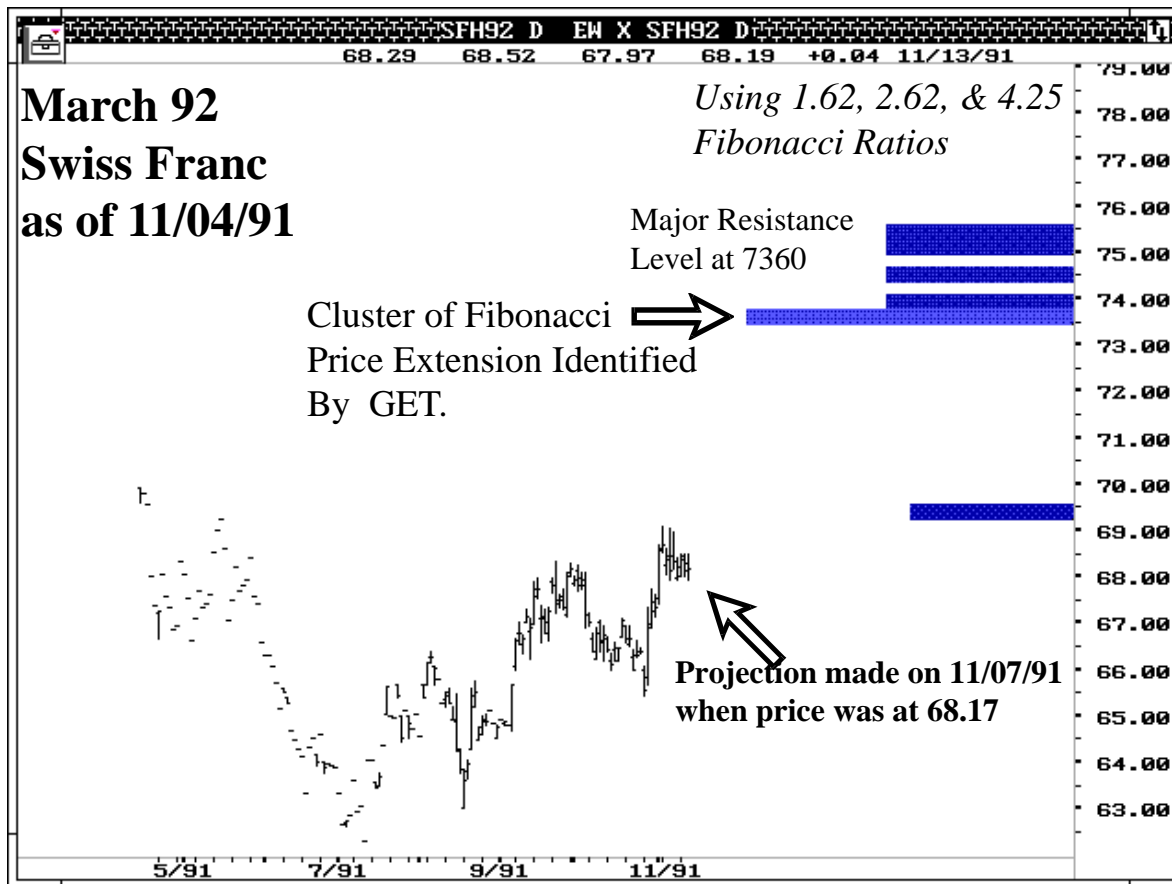 SFH92 D EW X SFH92 D
68.29 68.52 67.97 68.19 +0.04 11/13/91
March 92
Swiss Franc
as of 11/04/91
Using 1.62, 2.62, & 4.25
Fibonacci Ratios
Major Resistance
Level at 7360
Cluster of Fibonacci
Price Extension Identified
By GET.
Projection made on 11/07/91
when price was at 68.17
79.00
78.00
77.00
76.00
75.00
74.00
73.00
72.00
71.00
70.00
69.00
68.00
67.00
66.00
65.00
64.00
63.00
5/91 7/91 9/91 11/91